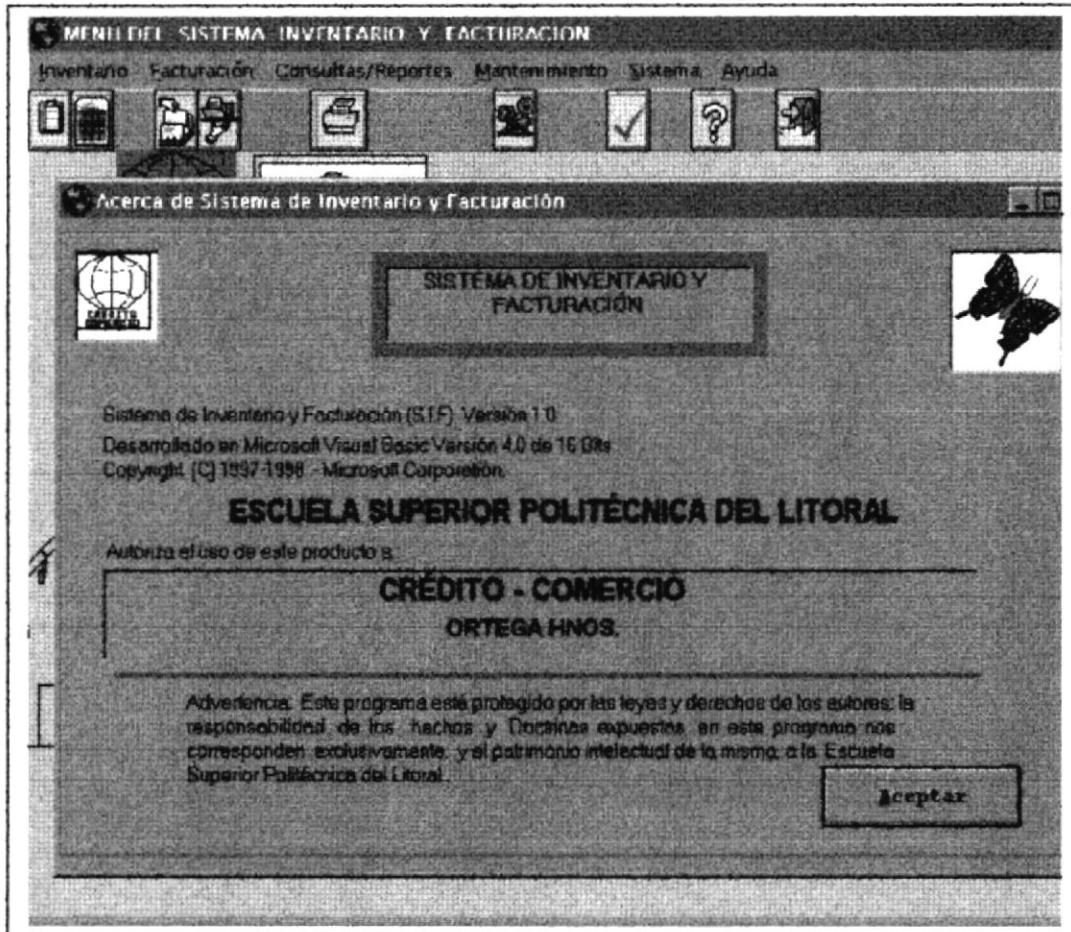 MENU DEL SISTEMA INVENTARIO Y FACTURACION
Inventario Facturación Consultas/Reportes Mantenimiento Sistema Ayuda
Acerca de Sistema de Inventario y Facturación
SISTEMA DE INVENTARIO Y
FACTURACIÓN
CRÉDITO
Sistema de Inventario y Facturación (S.I.F) Versión 1.0
Desarrollado en Microsoft Visual Basic Versión 4.0 de 16 Bits
Copyright [C] 1997-1998 - Microsoft Corporation.
ESCUELA SUPERIOR POLITÉCNICA DEL LITORAL
Autoriza el uso de este producto a:
CRÉDITO - COMERCIO
ORTEGA HNOS.
Advertencia: Este programa está protegido por las leyes y derechos de los autores; la
responsabilidad de los hechos y Doctrinas expuestas en este programa nos
corresponden exclusivamente, y el patrimonio intelectual de la misma, a la Escuela
Superior Politécnica del Litoral.
Aceptar